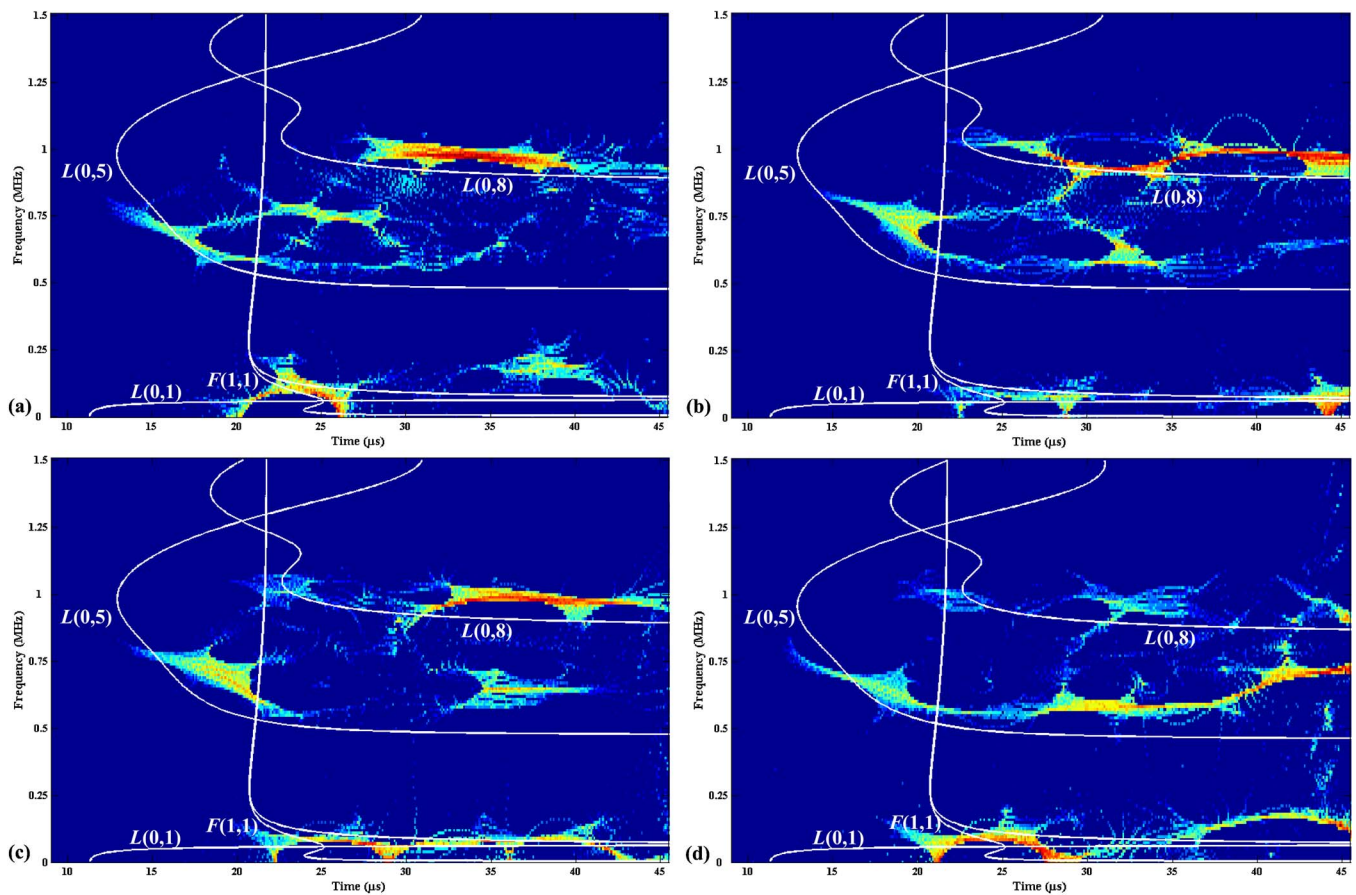 1.5
1.25
1
0.75
0.5
0.25
0
Frequency (MHz)
L(0,5)
L(0,8)
F(1,1)
L(0,1)
(a)
10 15 20 25 30 35 40 45
Time (µs)
1.5
1.25
1
0.75
0.5
0.25
0
Frequency (MHz)
L(0,5)
L(0,8)
F(1,1)
L(0,1)
(b)
10 15 20 25 30 35 40 45
Time (µs)
1.5
1.25
1
0.75
0.5
0.25
0
Frequency (MHz)
L(0,5)
L(0,8)
F(1,1)
L(0,1)
(c)
10 15 20 25 30 35 40 45
Time (µs)
1.5
1.25
1
0.75
0.5
0.25
0
Frequency (MHz)
L(0,5)
L(0,8)
F(1,1)
L(0,1)
(d)
10 15 20 25 30 35 40 45
Time (µs)